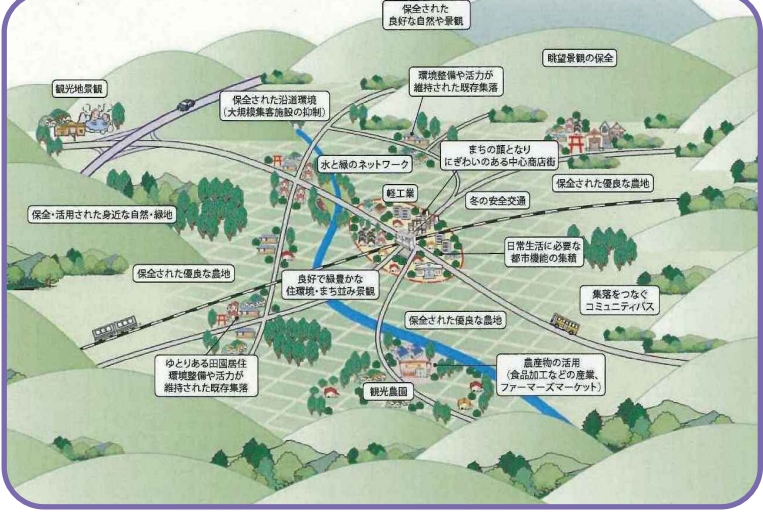 保全された
良好な自然や景観
眺望景観の保全
環境整備や活力が
維持された既存集落
観光地景観
保全された沿道環境
(大規模集客施設の抑制)
まちの顔となり
にぎわいのある中心商店街
水と緑のネットワーク
軽工業
保全された優良な農地
冬の安全交通
保全・活用された身近な自然・緑地
日常生活に必要な
都市機能の集積
保全された優良な農地
良好で緑豊かな
住環境・まち並み景観
集落をつなぐ
コミュニティバス
保全された優良な農地
ゆとりある田園居住
環境整備や活力が
維持された既存集落
農産物の活用
(食品加工などの産業、
ファーマーズマーケット)
観光農園